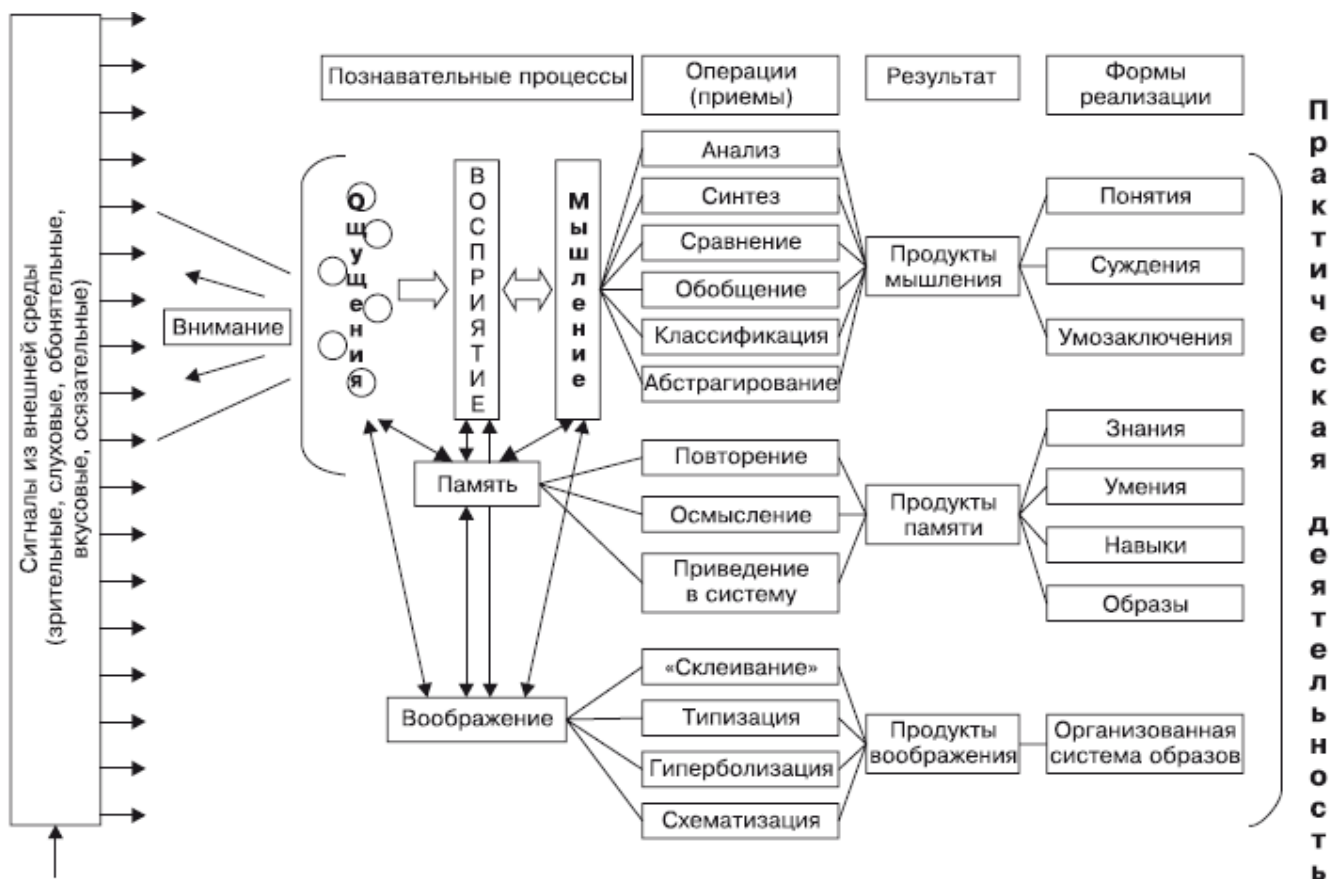 Сигналы из внешней среды
(зрительные, слуховые, обонятельные,
вкусовые, осязательные)
Внимание
Познавательные процессы
Операции
(приемы)
Результат
Формы
реализации
Ощущения
ВОСПРИЯТИЕ
Мышление
Анализ
Синтез
Сравнение
Обобщение
Классификация
Абстрагирование
Продукты
мышления
Понятия
Суждения
Умозаключения
Память
Повторение
Осмысление
Приведение
в систему
Продукты
памяти
Знания
Умения
Навыки
Образы
Воображение
«Склеивание»
Типизация
Гиперболизация
Схематизация
Продукты
воображения
Организованная
система образов
Практическая деятельность